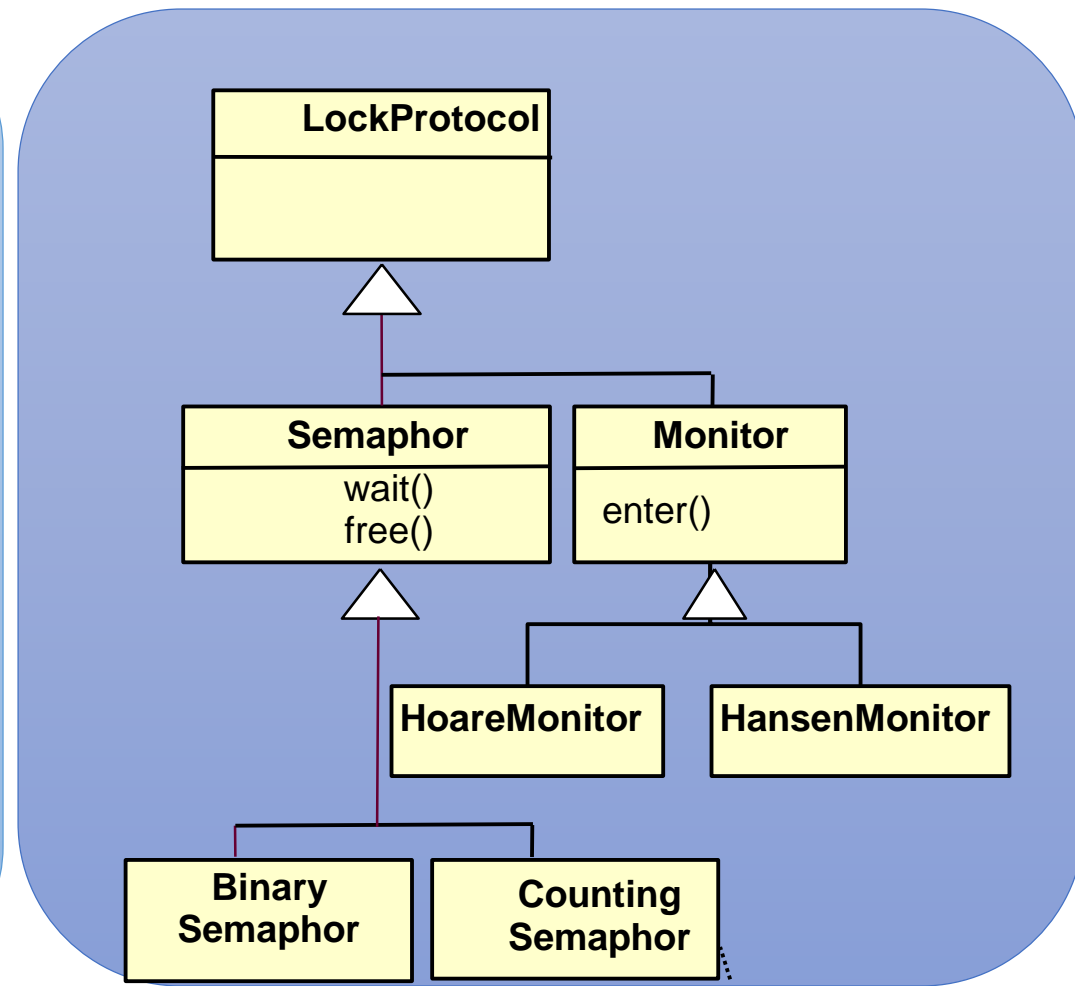 LockProtocol
Semaphor
wait()
free()
Monitor
enter()
HoareMonitor
HansenMonitor
Binary
Semaphor
Counting
Semaphor